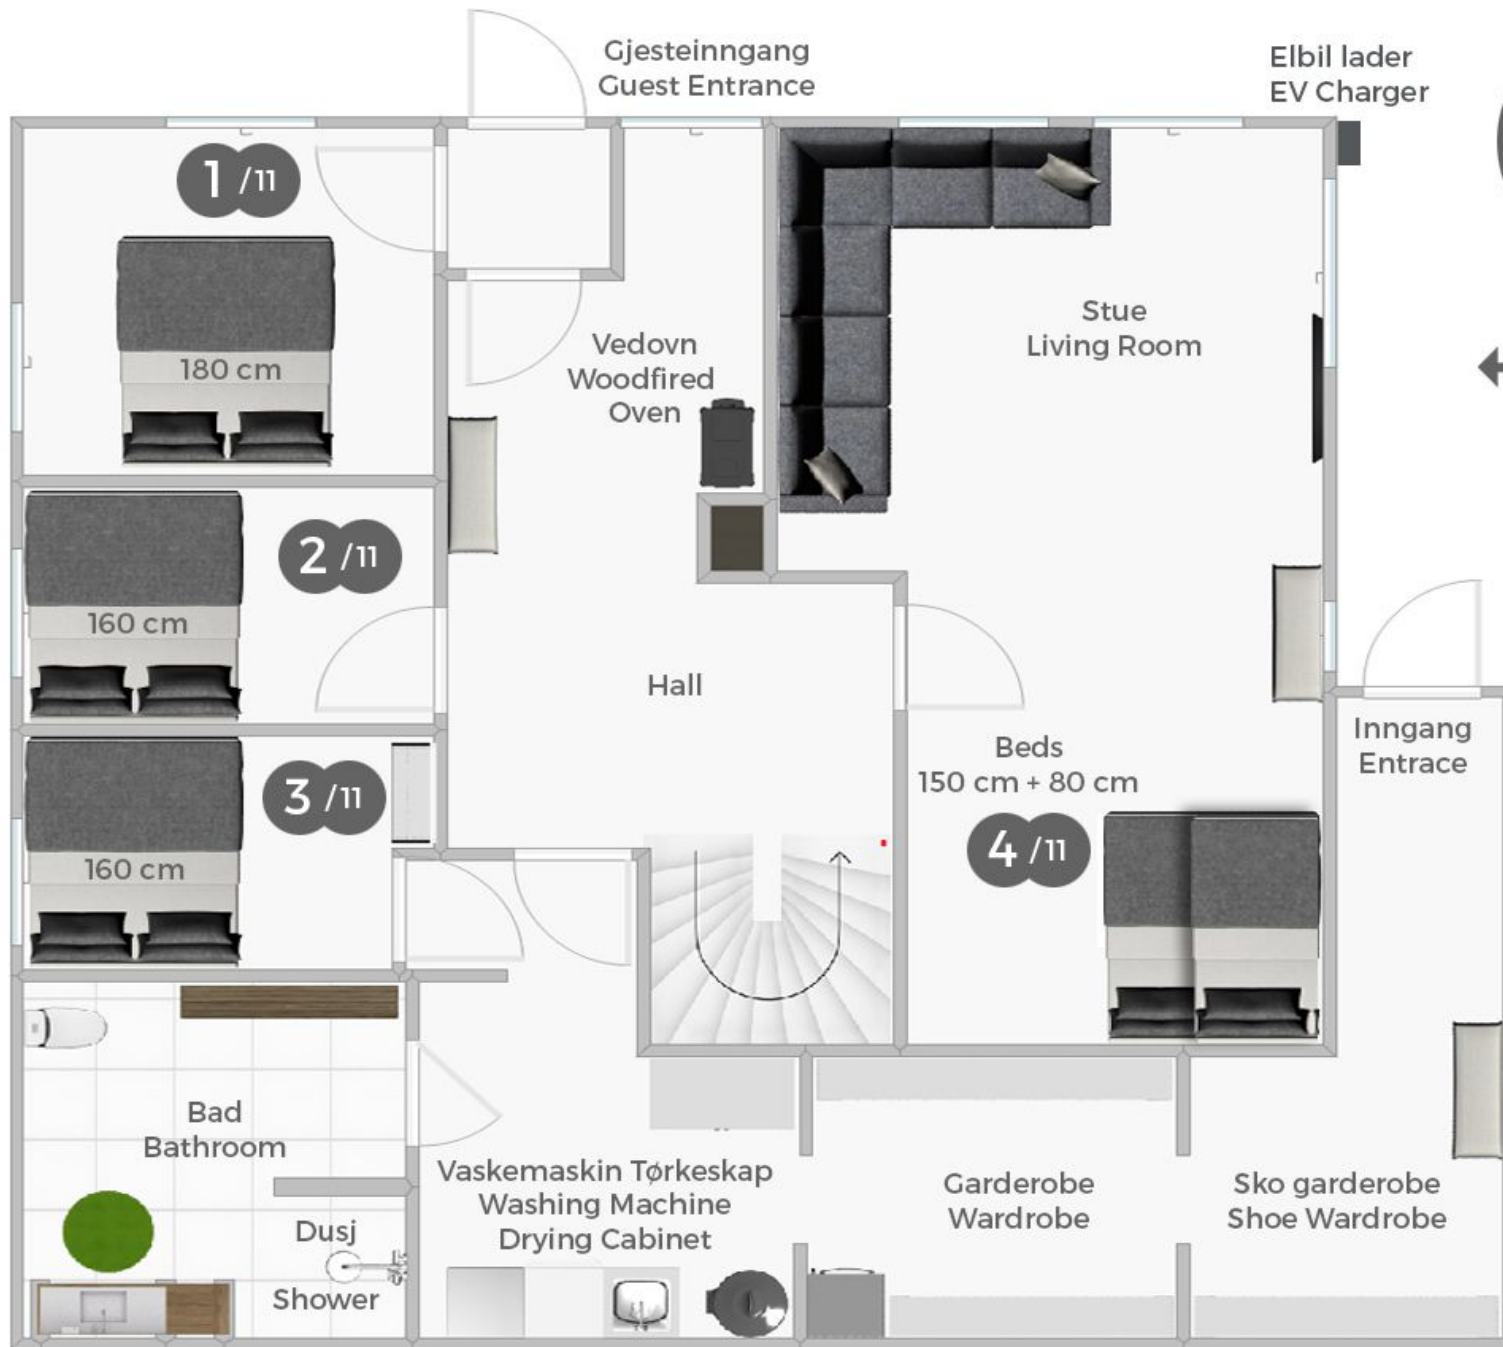 Gjesteinngang
Guest Entrance
Elbil lader
EV Charger
1 /11
180 cm
Vedovn
Woodfired
Oven
Stue
Living Room
2 /11
160 cm
Hall
Inngang
Entrace
Beds
150 cm + 80 cm
3 /11
160 cm
4 /11
Bad
Bathroom
Vaskemaskin Tørkeskap
Washing Machine
Drying Cabinet
Garderobe
Wardrobe
Sko garderobe
Shoe Wardrobe
Dusj
Shower